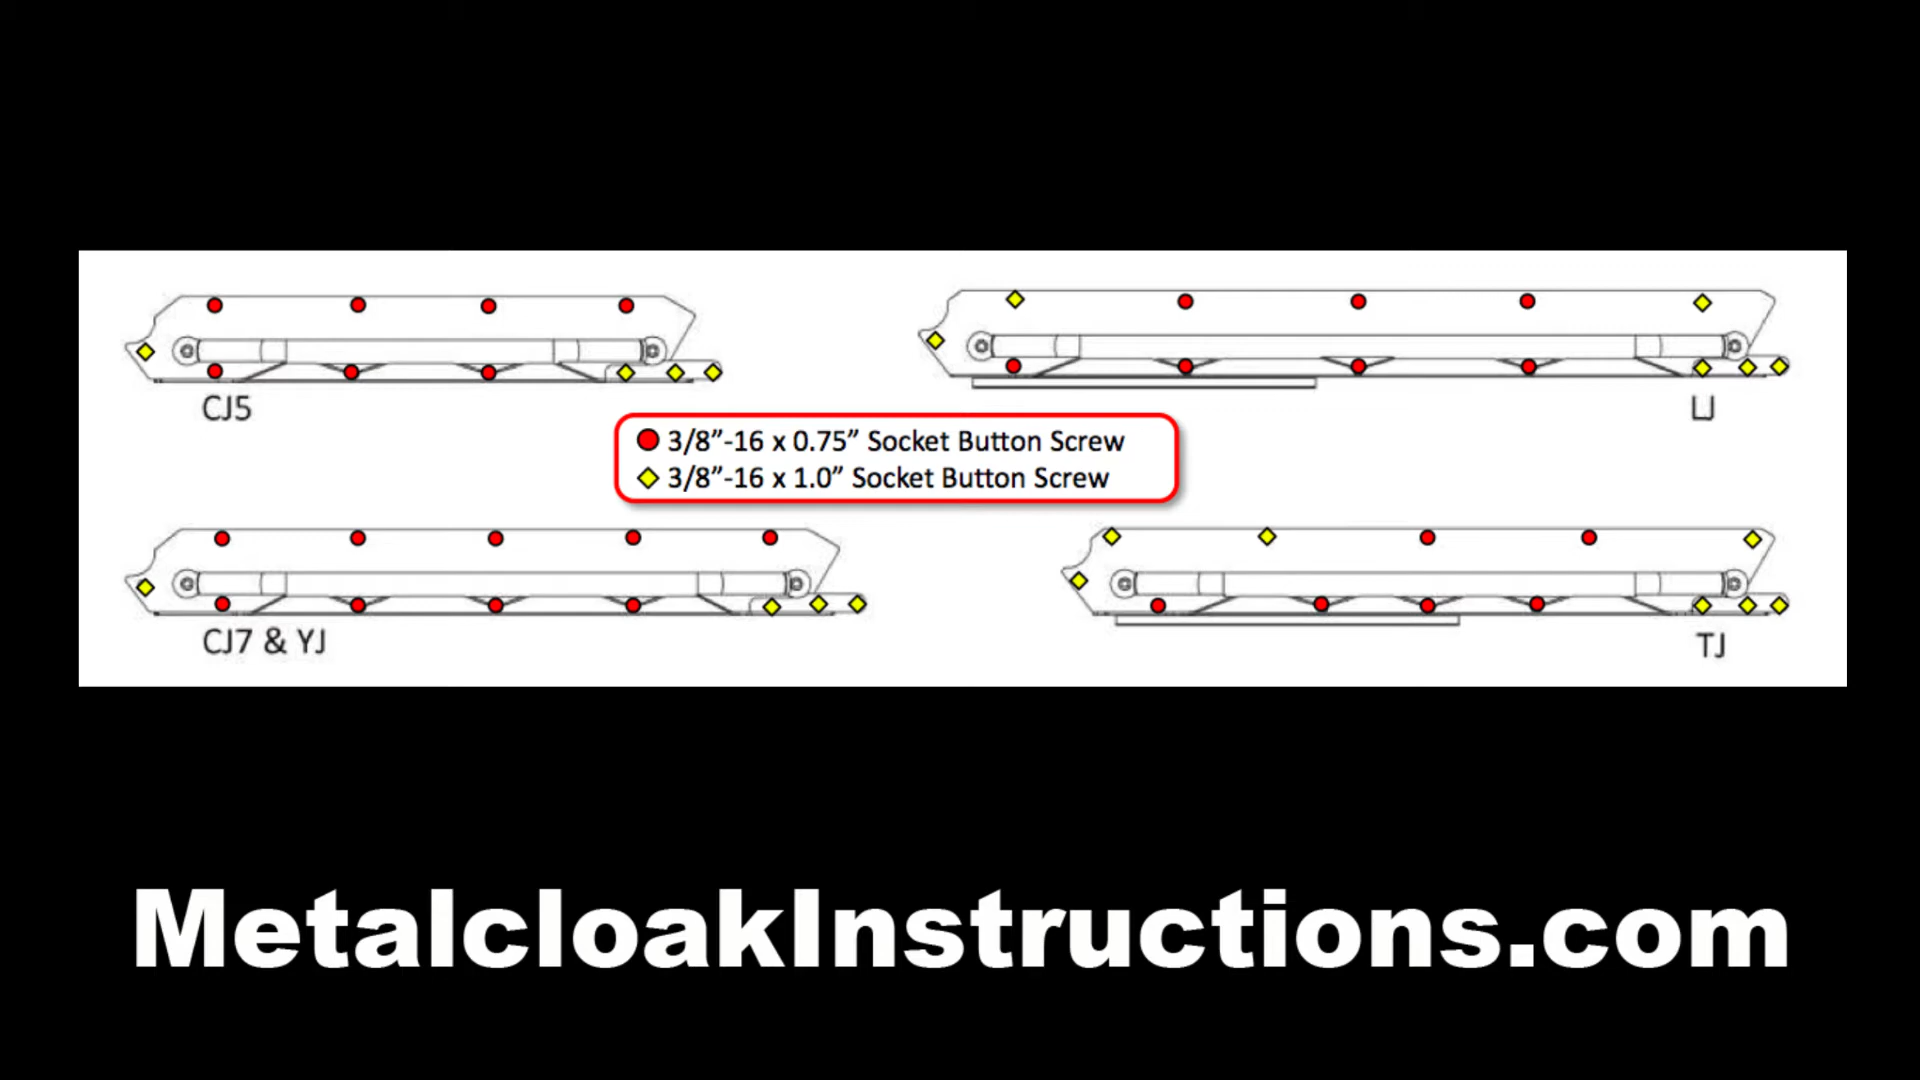 CJ5
LJ
3/8”-16 x 0.75” Socket Button Screw
3/8”-16 x 1.0” Socket Button Screw
CJ7 & YJ
TJ
MetalcloakInstructions.com